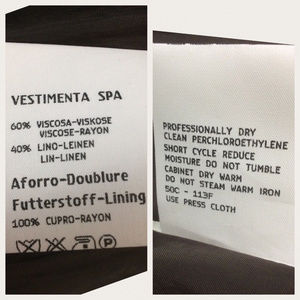 VESTIMENTA SPA
60% VISCOSA-VISKOSE
VISCOSE-RAYON
40% LINO-LEINEN
LIN-LINEN
Aforro-Doublure
Futterstoff-Lining
100% CUPRO-RAYON
PROFESSIONALLY DRY
CLEAN PERCHLOROETHYLENE
SHORT CYCLE REDUCE
MOISTURE DO NOT TUMBLE
CABINET DRY WARM
DO NOT STEAM WARM IRON
50C - 113F
USE PRESS CLOTH